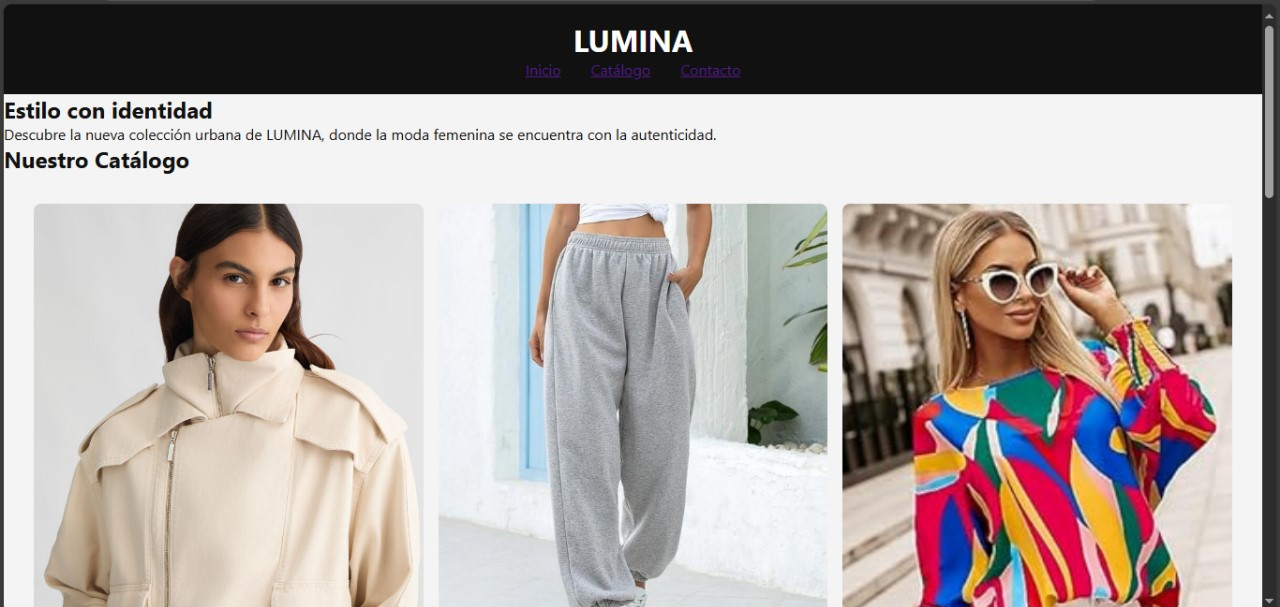 LUMINA
Inicio Catálogo Contacto
Estilo con identidad
Descubre la nueva colección urbana de LUMINA, donde la moda femenina se encuentra con la autenticidad.
Nuestro Catálogo